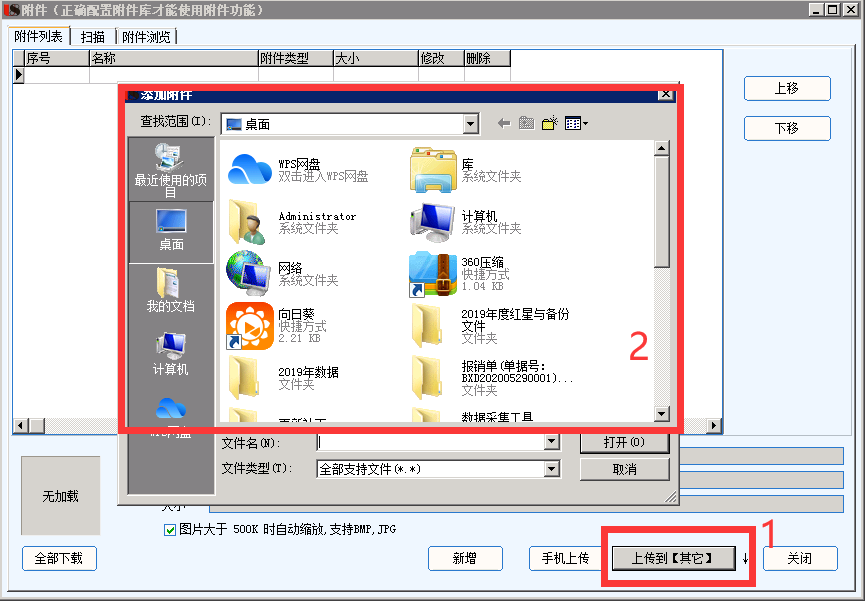 附件（正确配置附件库才能使用附件功能）
附件列表 扫描 附件浏览
序号 名称 附件类型 大小 修改 删除
上移
下移
添加附件
查找范围(I): 桌面
最近使用的项目
桌面
我的文档
计算机
WPS网盘
WPS网盘
双击进入WPS网盘
库
系统文件夹
Administrator
系统文件夹
计算机
系统文件夹
网络
系统文件夹
360压缩
快捷方式
1.04 KB
向日葵
快捷方式
2.21 KB
2019年度红星与备份
文件
文件夹
2019年数据
文件夹
报销单(单据号:
BXD202005290001)...
文件夹
数据采集工具
2
文件名(N): 打开(O)
文件类型(T): 全部支持文件(*.*) 取消
无加载
大小
图片大于 500K 时自动缩放,支持BMP,JPG
1
全部下载 新增 手机上传 上传到【其它】 ↓ 关闭